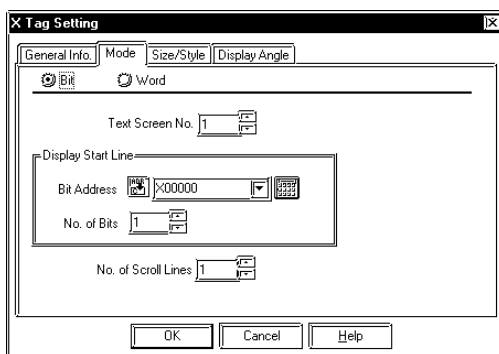 X Tag Setting
General Info. Mode Size/Style Display Angle
Bit Word
Text Screen No. 1
Display Start Line
Bit Address X00000
No. of Bits 1
No. of Scroll Lines 1
OK Cancel Help